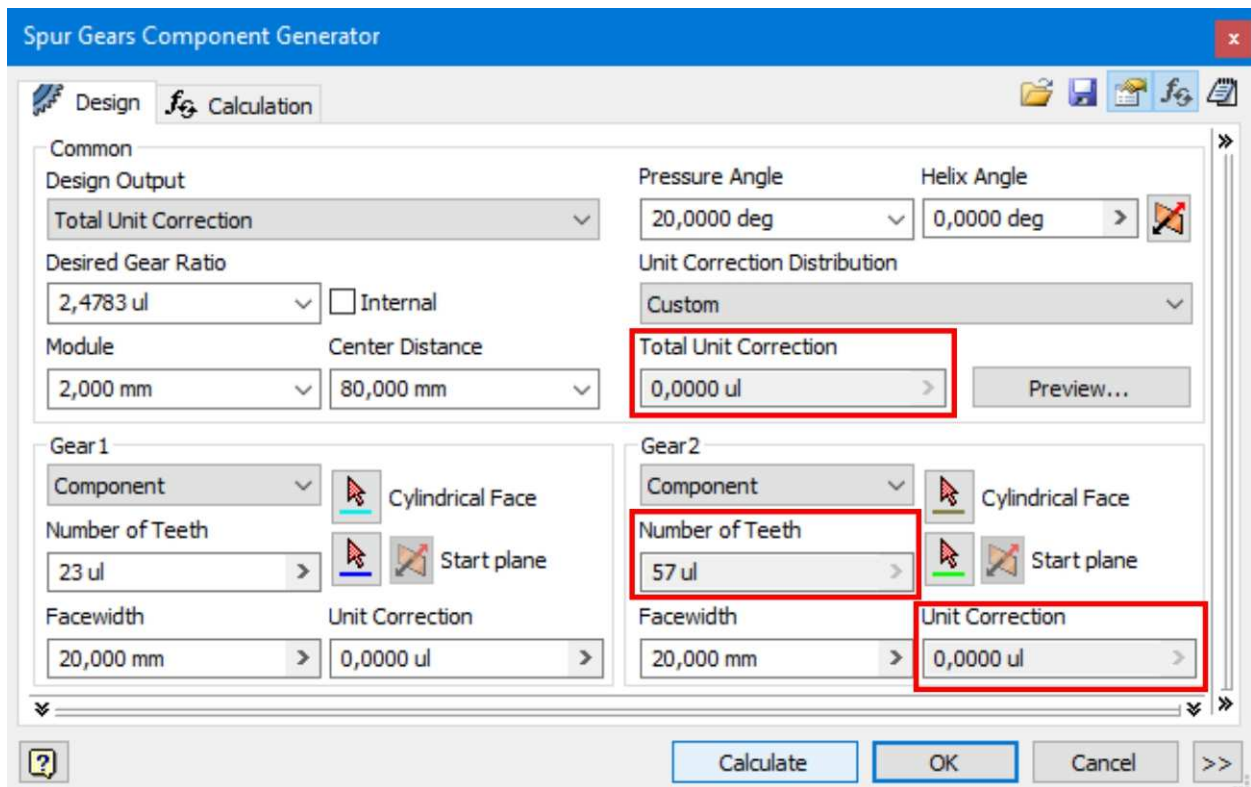 Spur Gears Component Generator
x
Design
fG Calculation
Common
Design Output
Pressure Angle
Helix Angle
Total Unit Correction
20,0000 deg
0,0000 deg >
Desired Gear Ratio
Unit Correction Distribution
2,4783 ul
Internal
Custom
Module
Center Distance
Total Unit Correction
2,000 mm
80,000 mm
0,0000 ul >
Preview...
Gear1
Gear2
Component
Cylindrical Face
Component
Cylindrical Face
Number of Teeth
Number of Teeth
23 ul >
Start plane
57 ul >
Start plane
Facewidth
Unit Correction
Facewidth
Unit Correction
20,000 mm >
0,0000 ul >
20,000 mm >
0,0000 ul >
?
Calculate
OK
Cancel
>>